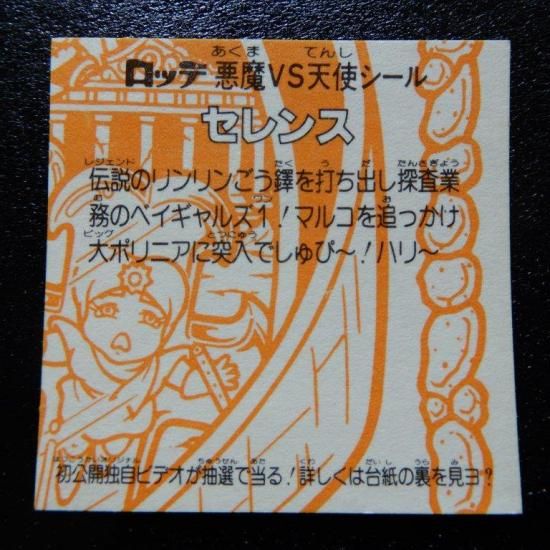 ロッテ 悪魔VS天使シール
セレンス
伝説のリンリンごう鐸を打ち出し探査業
務のベイギャルズ1!マルコを追っかけ
大ポリニアに突入でしゅぴ〜!ハリ〜
初公開独自ビデオが抽選で当る!詳しくは台紙の裏を見ヨ?